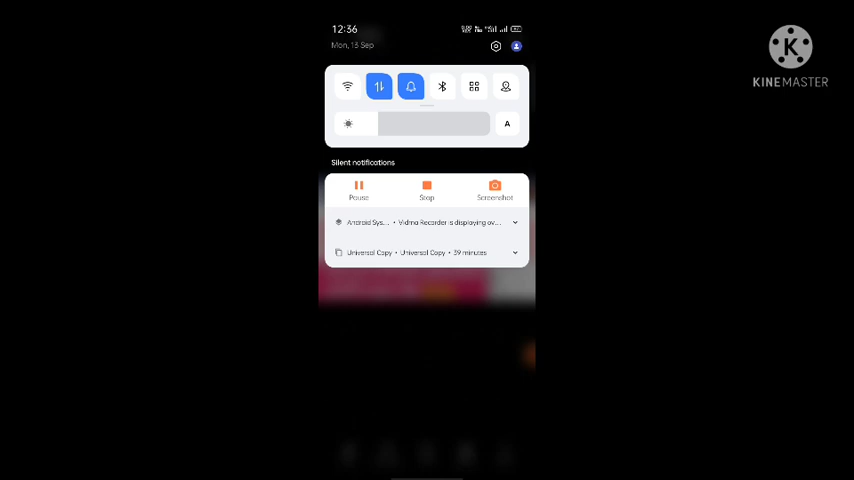 12:36
Mon, 13 Sep
K
KINEMASTER
A
Silent notifications
Pause
Stop
Screenshot
Android Sys... • Vidma Recorder is displaying ov...
Universal Copy • Universal Copy • 39 minutes